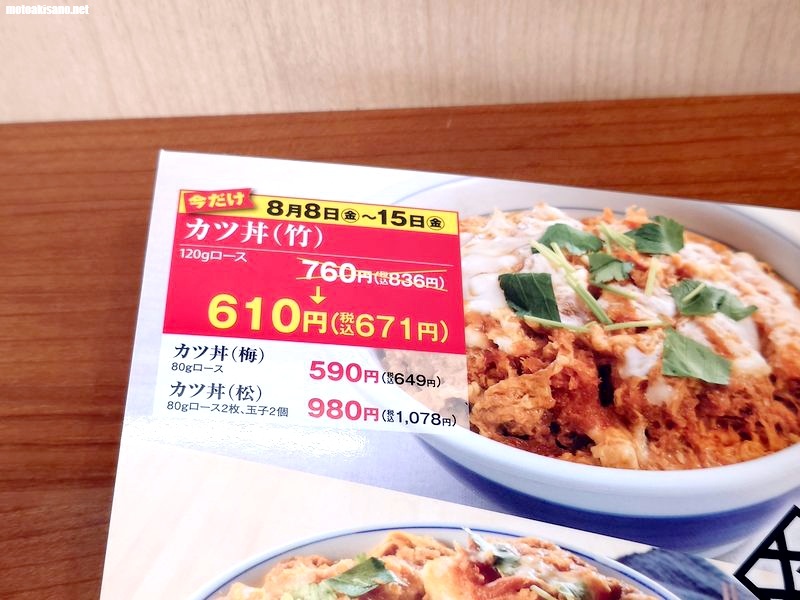 motoakisano.net
今だけ
8月8日㊎~15日㊎
カツ丼(竹)
120gロース
760円(税込836円)
↓
610円(税込671円)
カツ丼(梅)
80gロース
590円(税込649円)
カツ丼(松)
80gロース2枚、玉子2個
980円(税込1,078円)